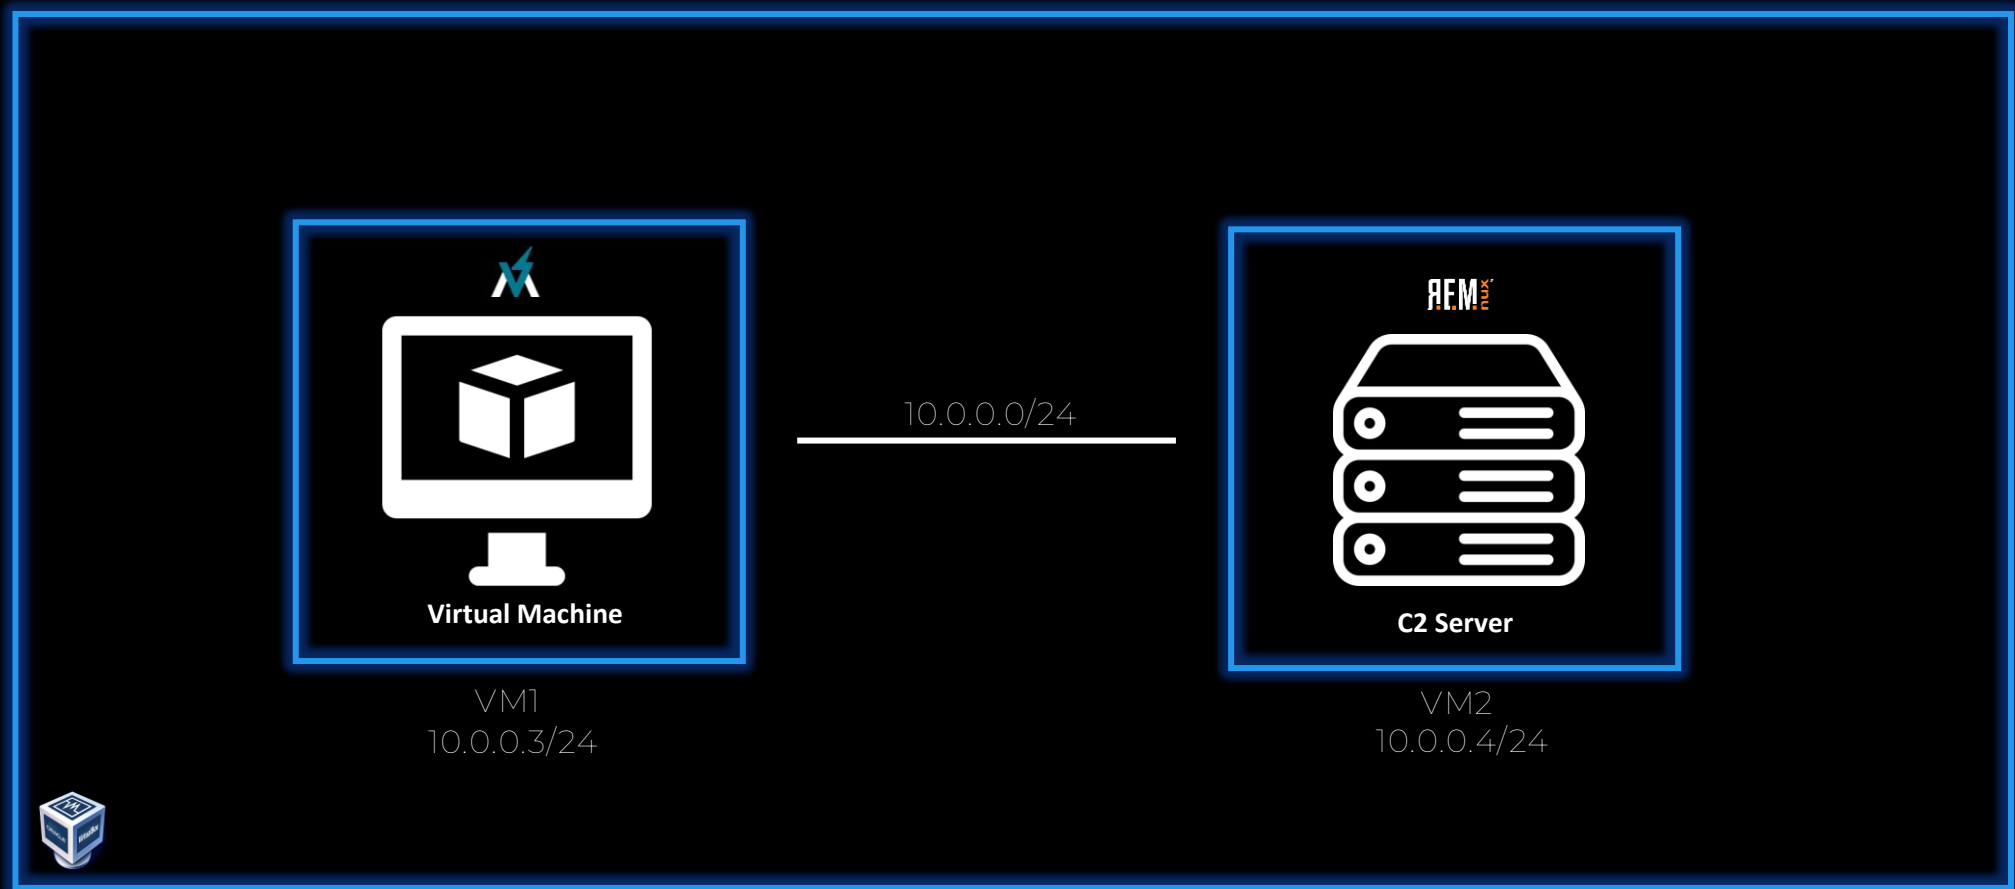 REMnux
10.0.0.0/24
Virtual Machine
C2 Server
VM1
10.0.0.3/24
VM2
10.0.0.4/24